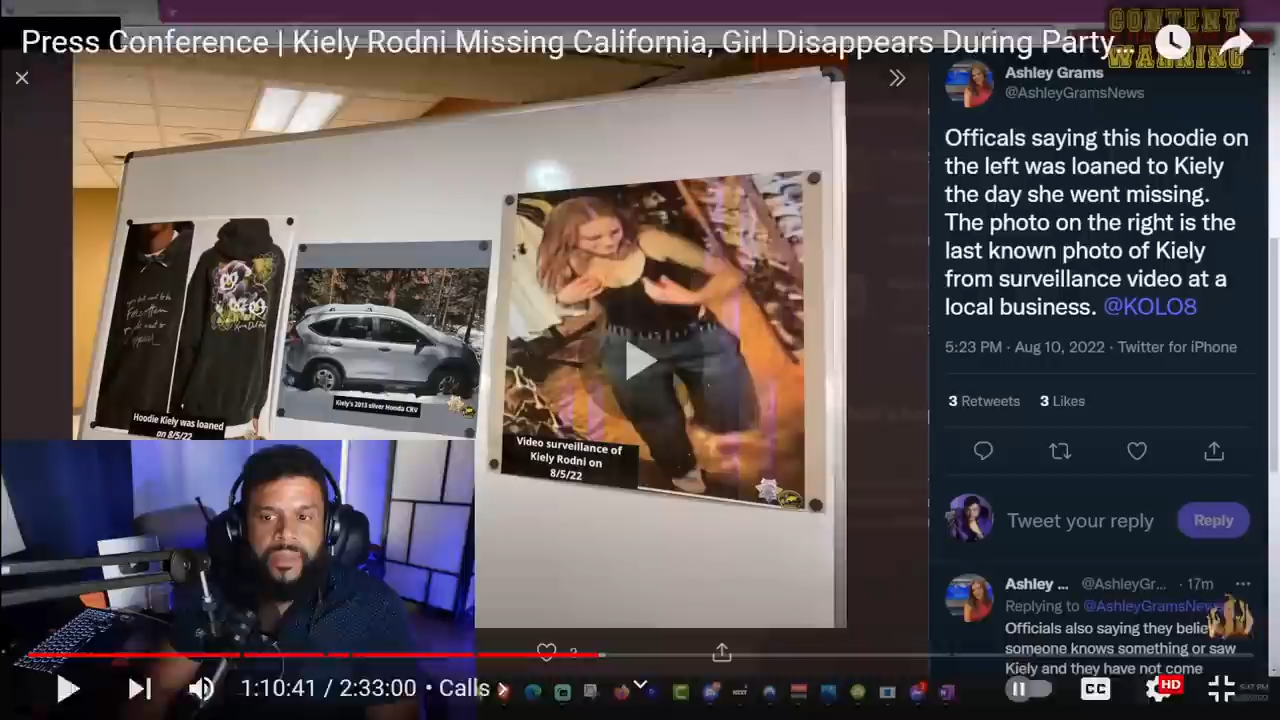 CONTENT
WARNING
Press Conference | Kiely Rodni Missing California, Girl Disappears During Party...
Ashley Grams
@AshleyGramsNews
Officals saying this hoodie on
the left was loaned to Kiely
the day she went missing.
The photo on the right is the
last known photo of Kiely
from surveillance video at a
local business. @KOLO8
5:23 PM · Aug 10, 2022 · Twitter for iPhone
3 Retweets 3 Likes
Tweet your reply
Reply
Ashley ... @AshleyGr... · 17m
Replying to @AshleyGramsNews
Officials also saying they belie
someone knows something or saw
Kiely and they have not come
Forgotten
Hoodie Kiely was loaned
on 8/5/22
Kiely's 2013 silver Honda CRV
Video surveillance of
Kiely Rodni on
8/5/22
1:10:41 / 2:33:00 • Calls
CC
HD